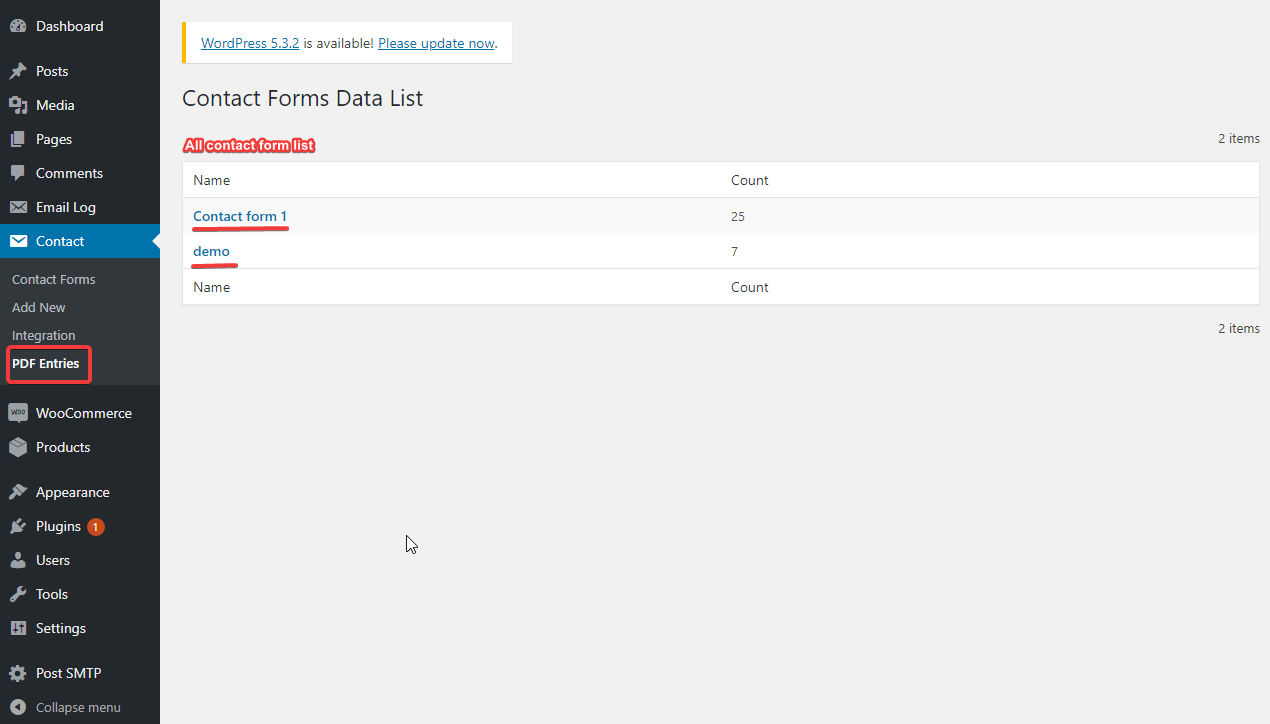 Dashboard
Posts
Media
Pages
Comments
Email Log
Contact
Contact Forms
Add New
Integration
PDF Entries
WooCommerce
Products
Appearance
Plugins 1
Users
Tools
Settings
Post SMTP
Collapse menu
WordPress 5.3.2 is available! Please update now.
Contact Forms Data List
All contact form list
2 items
Name Count
Contact form 1 25
demo 7
Name Count
2 items